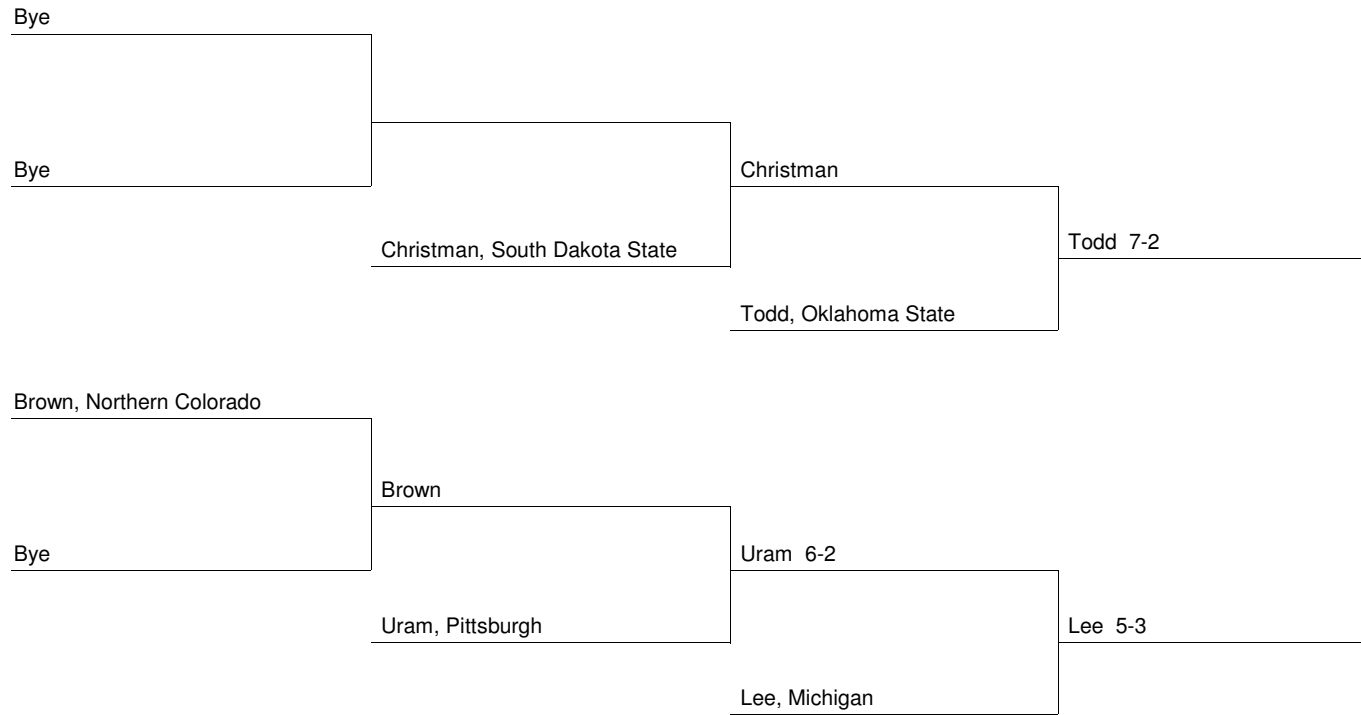 Bye
Bye
Christman
Christman, South Dakota State
Todd 7-2
Todd, Oklahoma State
Brown, Northern Colorado
Brown
Bye
Uram 6-2
Uram, Pittsburgh
Lee 5-3
Lee, Michigan